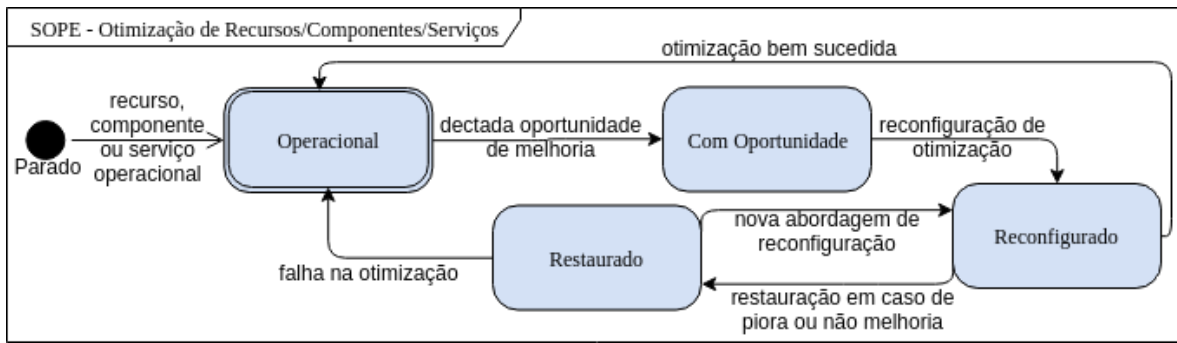 SOPE - Otimização de Recursos/Componentes/Serviços
otimização bem sucedida
recurso,
componente
ou serviço
operacional
Parado
Operacional
dectada oportunidade
de melhoria
Com Oportunidade
reconfiguração de
otimização
nova abordagem de
reconfiguração
Reconfigurado
Restaurado
falha na otimização
restauração em caso de
piora ou não melhoria